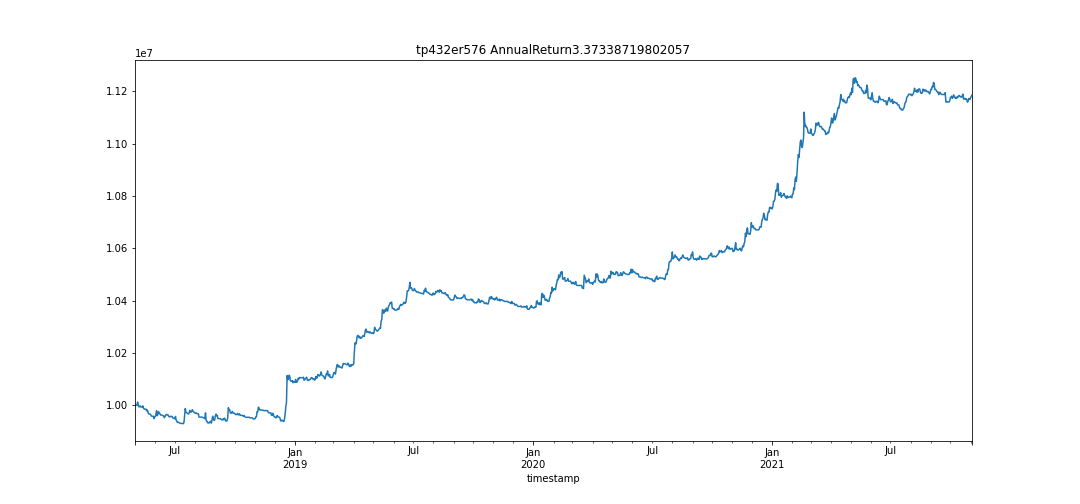 tp432er576 AnnualReturn3.37338719802057
1e7
1.12
1.10
1.08
1.06
1.04
1.02
1.00
Jul
Jan
2019
Jul
Jan
2020
Jul
Jan
2021
Jul
timestamp